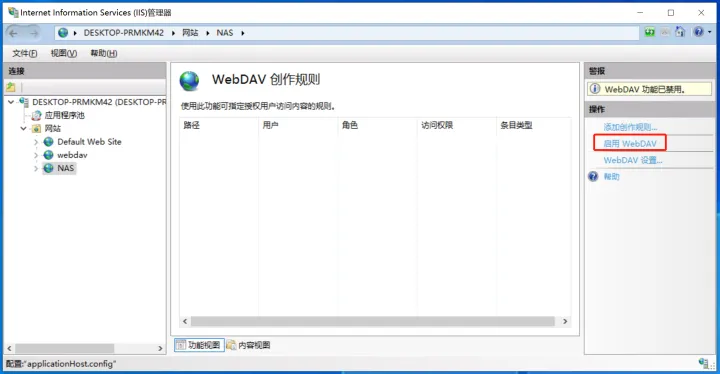 Internet Information Services (IIS)管理器
DESKTOP-PRMKM42 ▸ 网站 ▸ NAS ▸
文件(F) 视图(V) 帮助(H)
连接
DESKTOP-PRMKM42 (DESKTOP-PR
应用程序池
网站
Default Web Site
webdav
NAS
WebDAV 创作规则
使用此功能可指定授权用户访问内容的规则。
路径 用户 角色 访问权限 条目类型
功能视图 内容视图
警报
WebDAV 功能已禁用。
操作
添加创作规则...
启用 WebDAV
WebDAV 设置...
帮助
配置:"applicationHost.config"